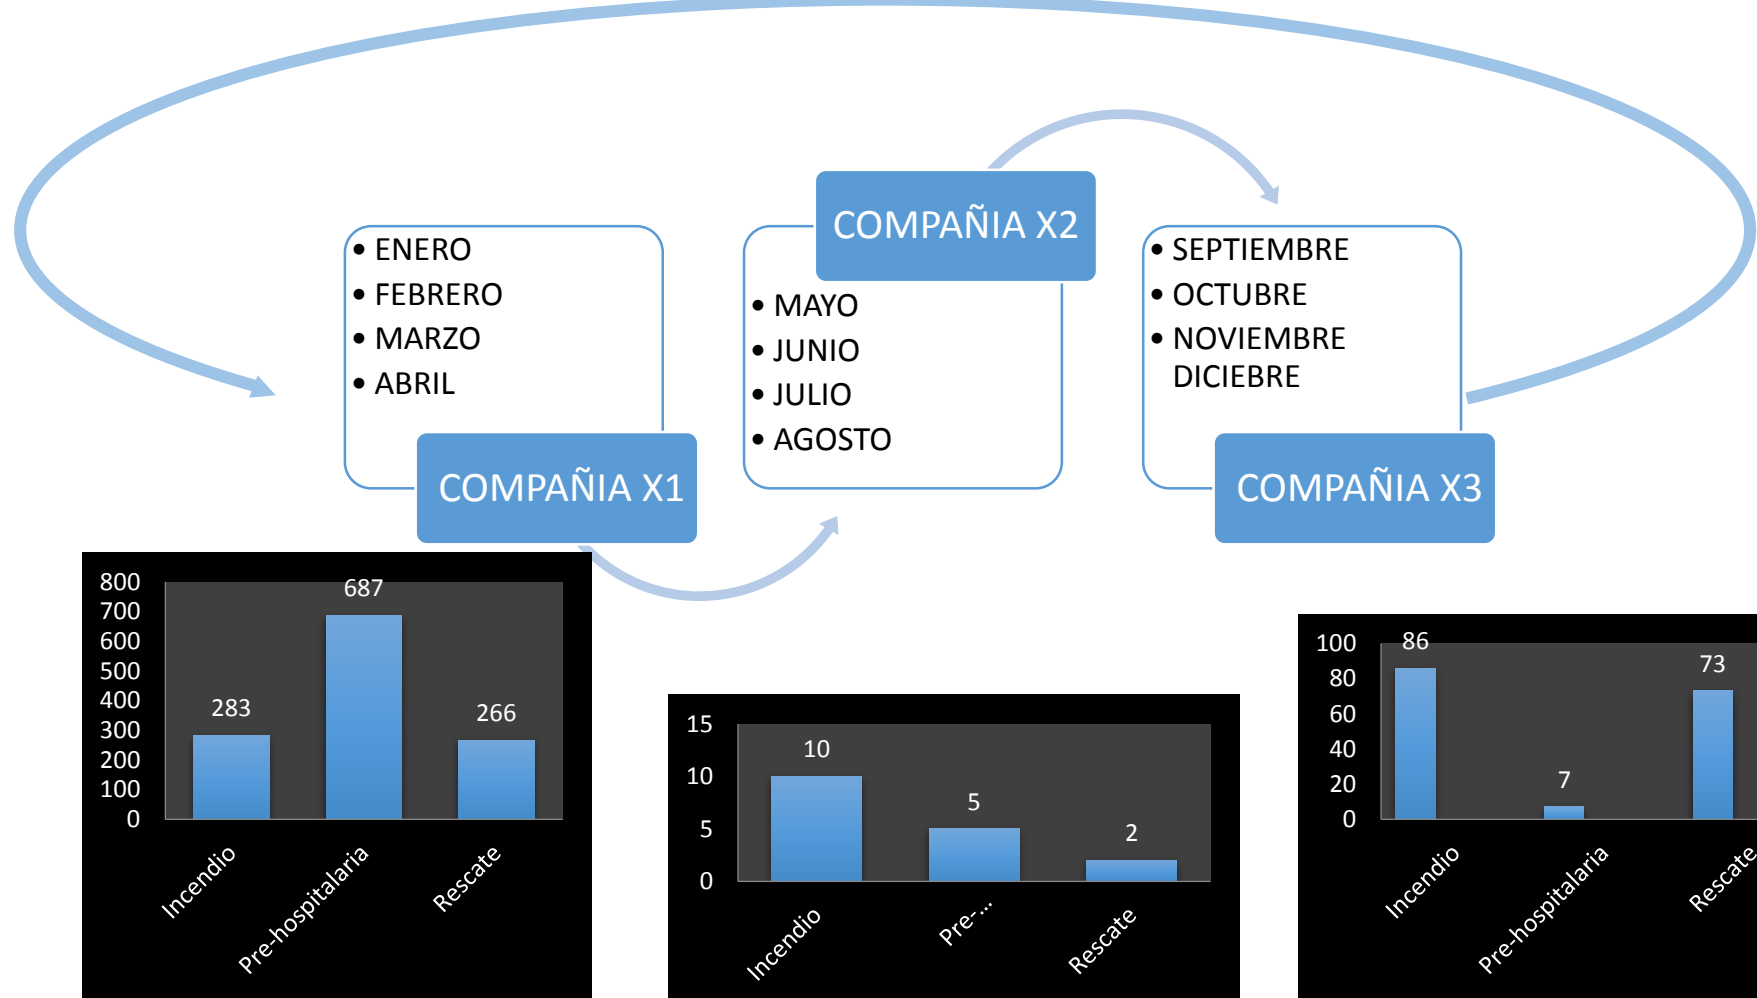 • ENERO
• FEBRERO
• MARZO
• ABRIL
COMPAÑIA X1
COMPAÑIA X2
• MAYO
• JUNIO
• JULIO
• AGOSTO
• SEPTIEMBRE
• OCTUBRE
• NOVIEMBRE
DICIEBRE
COMPAÑIA X3
800
700
600
500
400
300
200
100
0
283
687
266
Incendio
Pre-hospitalaria
Rescate
15
10
5
0
10
5
2
Incendio
Pre-...
Rescate
100
80
60
40
20
0
86
7
73
Incendio
Pre-hospitalaria
Rescate